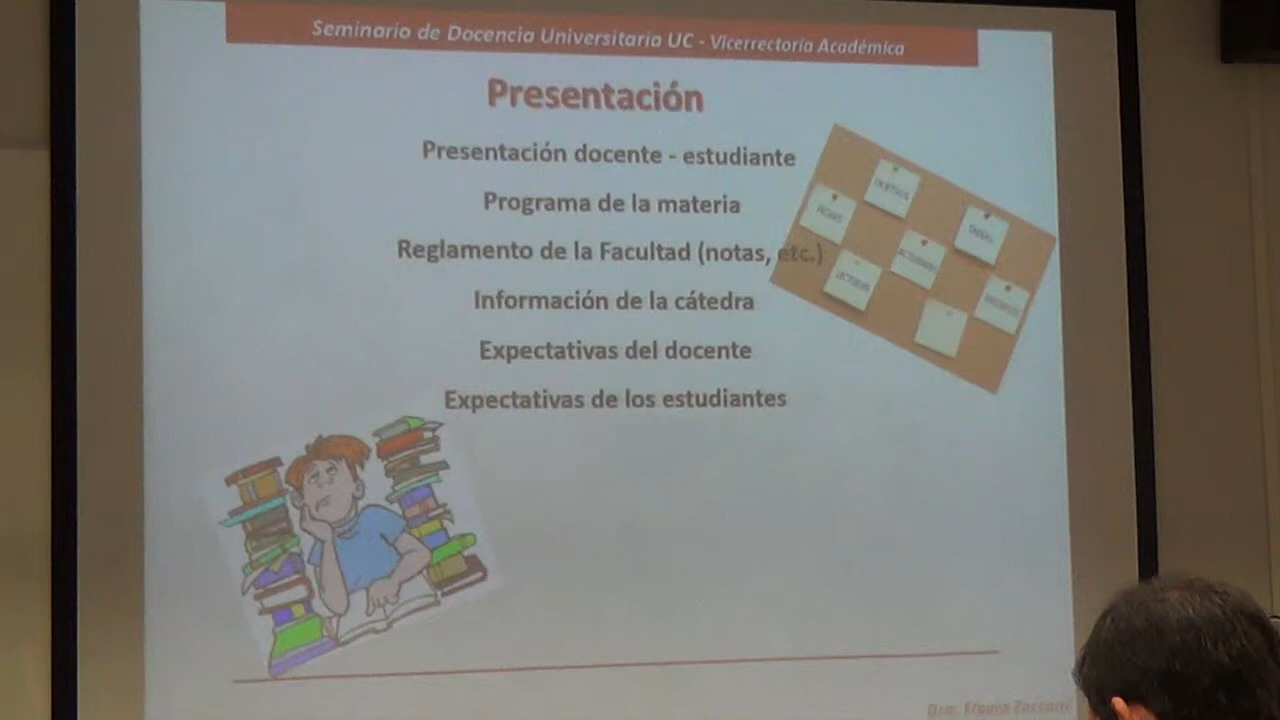 Seminario de Docencia Universitaria UC - Vicerrectoría Académica
Presentación
Presentación docente - estudiante
Programa de la materia
Reglamento de la Facultad (notas, etc.)
Información de la cátedra
Expectativas del docente
Expectativas de los estudiantes